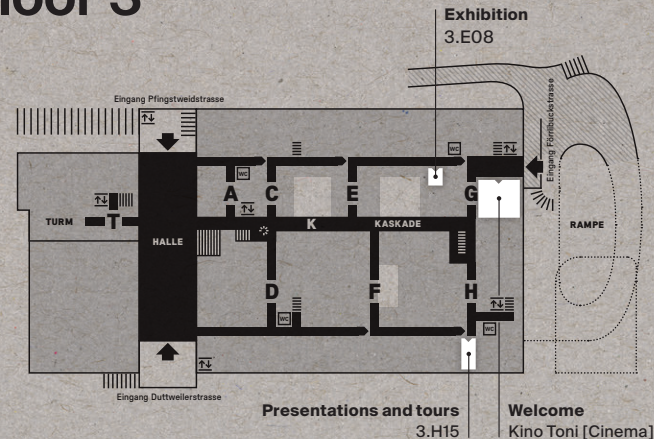 Floor 3
Exhibition
3.E08
Eingang Pfingstweidstrasse
Eingang Förrlibuckstrasse
WC
WC
A
C
E
G
TURM
T
HALLE
K
KASKADE
RAMPE
D
F
H
WC
WC
Eingang Duttweilerstrasse
Presentations and tours
3.H15
Welcome
Kino Toni [Cinema]